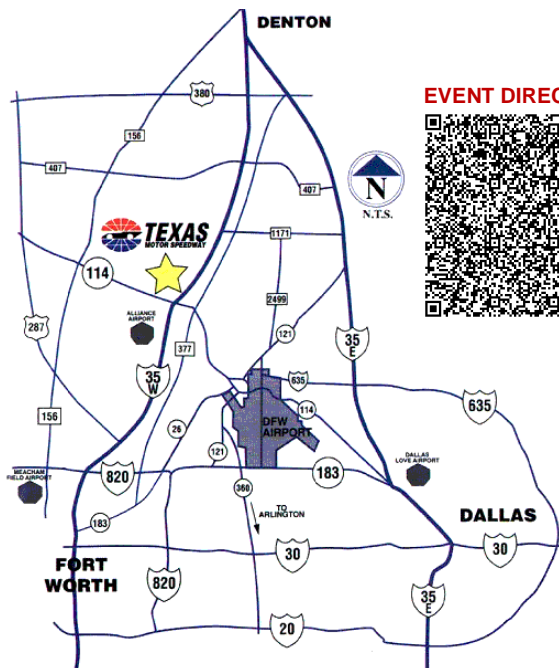 DENTON
380
EVENT DIREC
156
407
407
N
N.T.S.
1171
TEXAS
MOTOR SPEEDWAY
114
2499
ALLIANCE
AIRPORT
287
121
35
E
377
35
W
635
635
156
114
26
DFW
AIRPORT
121
MEACHAM
FIELD AIRPORT
820
183
DALLAS
LOVE AIRPORT
360
TO
ARLINGTON
183
DALLAS
30
30
FORT
WORTH
820
35
E
20